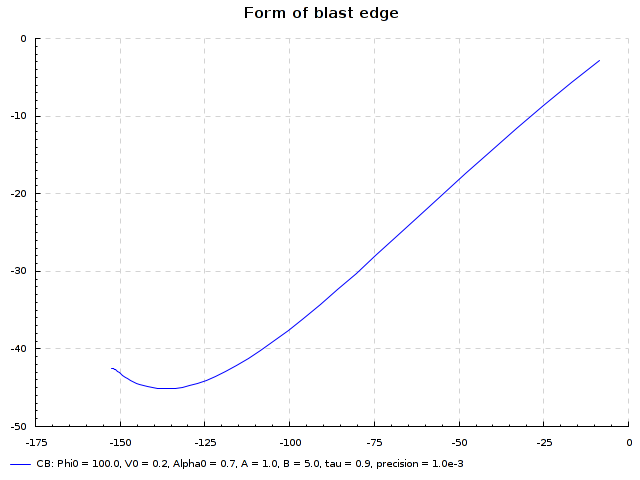 Form of blast edge
0
-10
-20
-30
-40
-50
-175 -150 -125 -100 -75 -50 -25 0
CB: Phi0 = 100.0, V0 = 0.2, Alpha0 = 0.7, A = 1.0, B = 5.0, tau = 0.9, precision = 1.0e-3